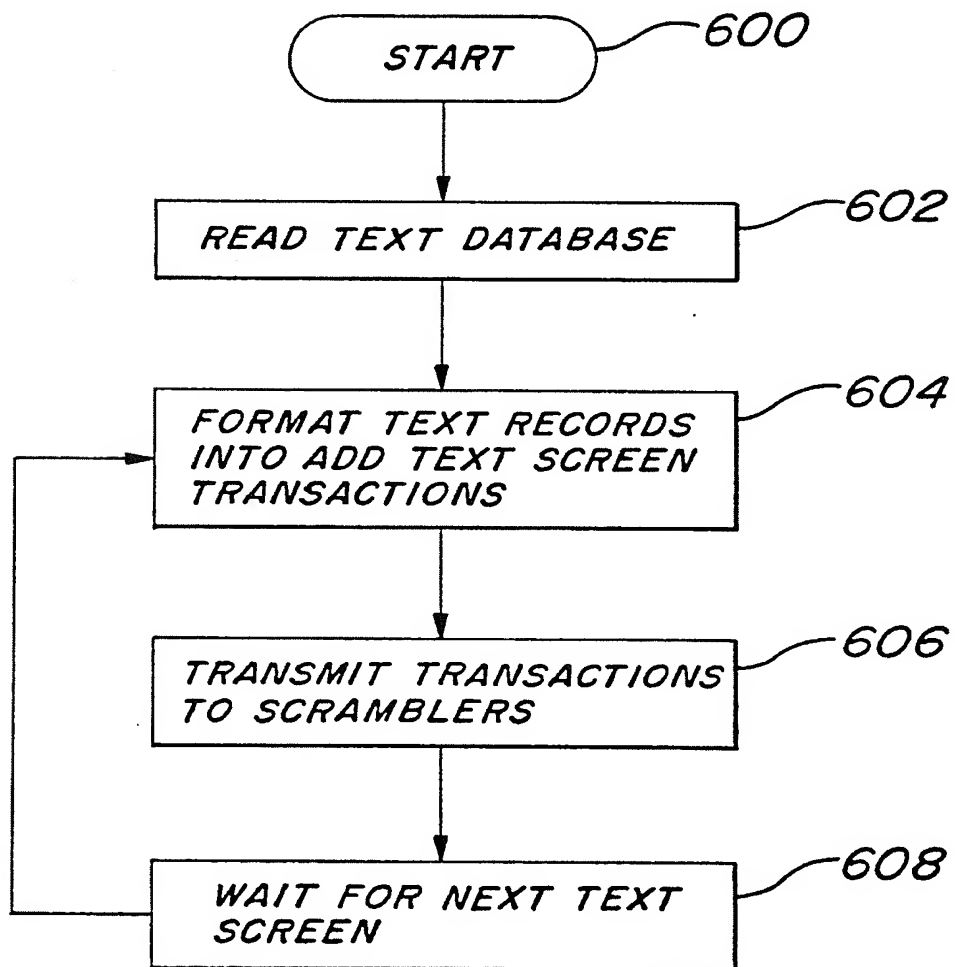 600
START
602
READ TEXT DATABASE
604
FORMAT TEXT RECORDS
INTO ADD TEXT SCREEN
TRANSACTIONS
606
TRANSMIT TRANSACTIONS
TO SCRAMBLERS
608
WAIT FOR NEXT TEXT
SCREEN